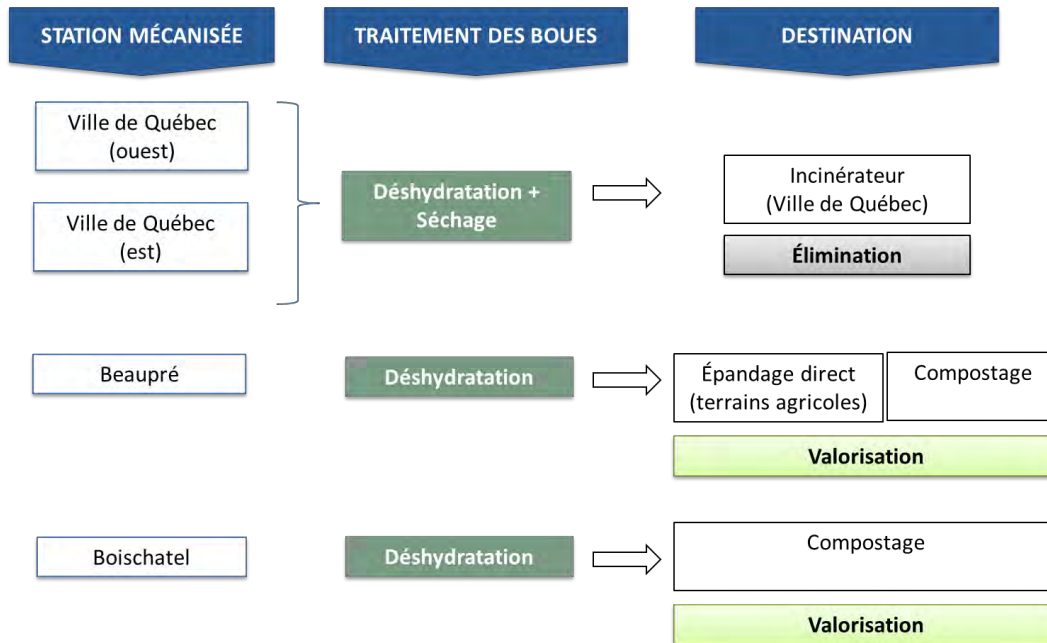 STATION MÉCANISÉE
TRAITEMENT DES BOUES
DESTINATION
Ville de Québec
(ouest)
Ville de Québec
(est)
Déshydratation +
Séchage
Incinérateur
(Ville de Québec)
Élimination
Beaupré
Déshydratation
Épandage direct
(terrains agricoles)
Compostage
Valorisation
Boischatel
Déshydratation
Compostage
Valorisation